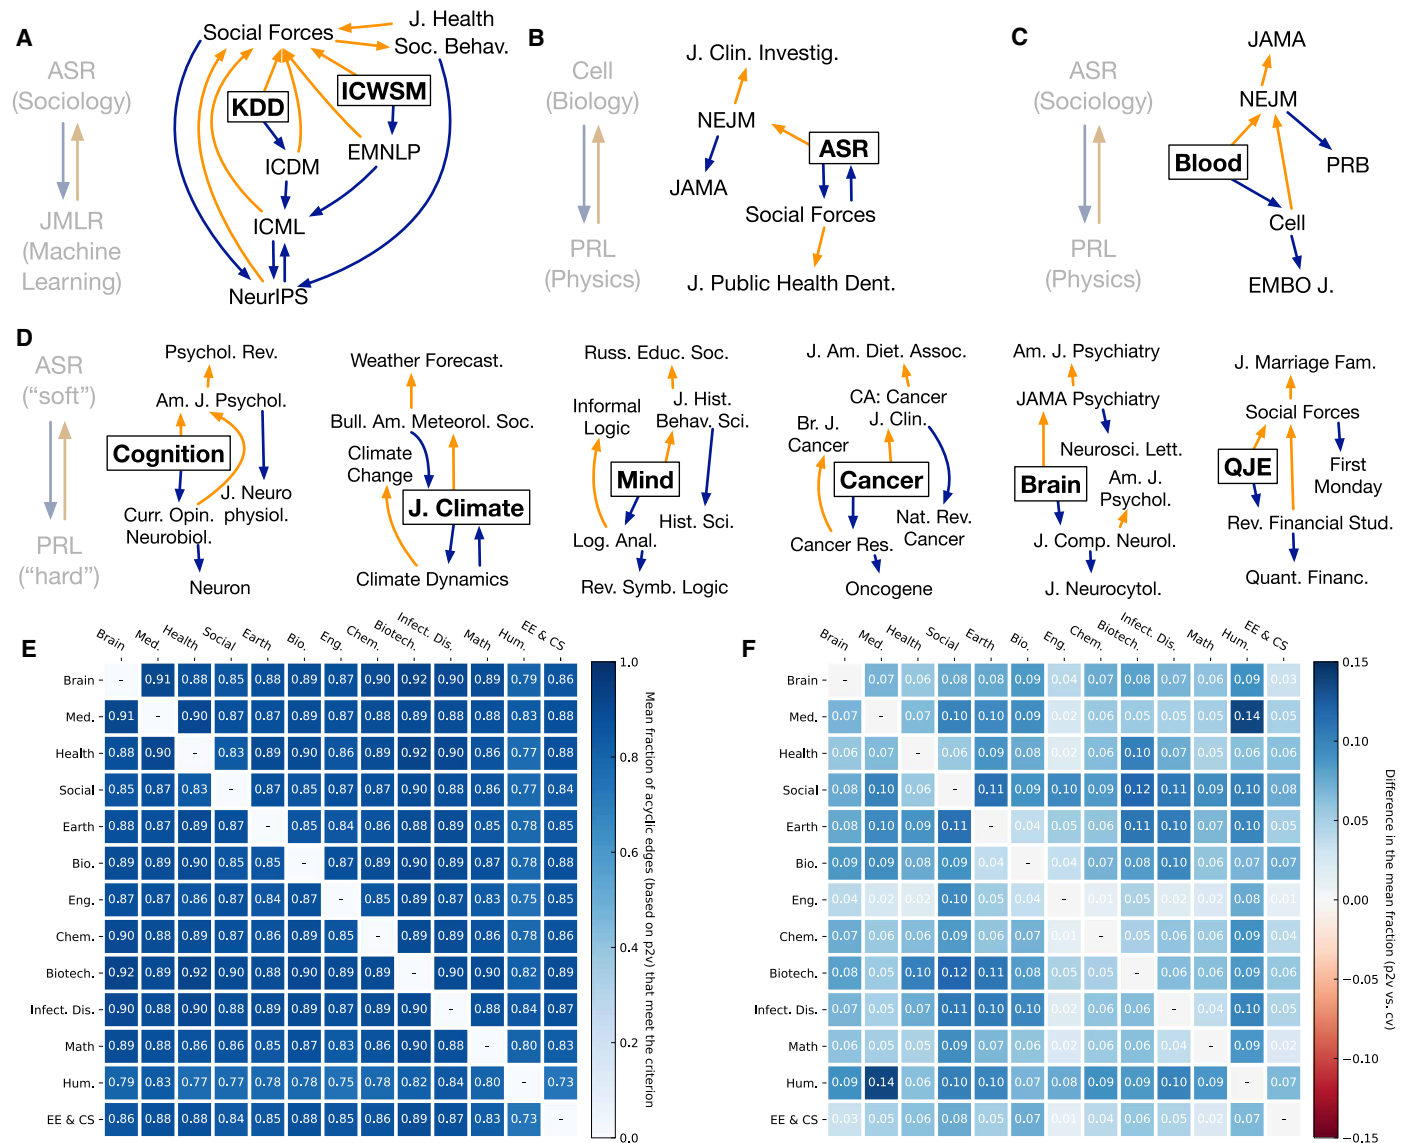 A
ASR
(Sociology)
JMLR
(Machine
Learning)
Social Forces
J. Health
Soc. Behav.
KDD
ICWSM
ICDM
EMNLP
ICML
NeurIPS
B
Cell
(Biology)
PRL
(Physics)
J. Clin. Investig.
NEJM
ASR
JAMA
Social Forces
J. Public Health Dent.
C
ASR
(Sociology)
PRL
(Physics)
JAMA
NEJM
Blood
PRB
Cell
EMBO J.
D
ASR
(“soft”)
PRL
(“hard”)
Psychol. Rev.
Am. J. Psychol.
Cognition
J. Neuro
physiol.
Curr. Opin.
Neurobiol.
Neuron
Weather Forecast.
Bull. Am. Meteorol. Soc.
Climate
Change
J. Climate
Climate Dynamics
Russ. Educ. Soc.
Informal
Logic
J. Hist.
Behav. Sci.
Mind
Hist. Sci.
Log. Anal.
Rev. Symb. Logic
J. Am. Diet. Assoc.
CA: Cancer
J. Clin.
Br. J.
Cancer
Cancer
Nat. Rev.
Cancer
Cancer Res.
Oncogene
Am. J. Psychiatry
JAMA Psychiatry
Neurosci. Lett.
Brain
Am. J.
Psychol.
J. Comp. Neurol.
J. Neurocytol.
J. Marriage Fam.
Social Forces
QJE
First
Monday
Rev. Financial Stud.
Quant. Financ.
E
Brain Med. Health Social Earth Bio. Eng. Chem. Biotech. Infect. Dis. Math Hum. EE & CS
Brain - 0.91 0.88 0.85 0.88 0.89 0.87 0.90 0.92 0.90 0.89 0.79 0.86
Med. 0.91 - 0.90 0.87 0.87 0.89 0.87 0.88 0.89 0.88 0.88 0.83 0.88
Health 0.88 0.90 - 0.83 0.89 0.90 0.86 0.89 0.92 0.90 0.86 0.77 0.88
Social 0.85 0.87 0.83 - 0.87 0.85 0.87 0.87 0.90 0.88 0.86 0.77 0.84
Earth 0.88 0.87 0.89 0.87 - 0.85 0.84 0.86 0.88 0.89 0.85 0.78 0.85
Bio. 0.89 0.89 0.90 0.85 0.85 - 0.87 0.89 0.90 0.89 0.87 0.78 0.88
Eng. 0.87 0.87 0.86 0.87 0.84 0.87 - 0.85 0.89 0.87 0.83 0.75 0.85
Chem. 0.90 0.88 0.89 0.87 0.86 0.89 0.85 - 0.89 0.89 0.86 0.78 0.86
Biotech. 0.92 0.89 0.92 0.90 0.88 0.90 0.89 0.89 - 0.90 0.90 0.82 0.89
Infect. Dis. 0.90 0.88 0.90 0.88 0.89 0.89 0.87 0.89 0.90 - 0.88 0.84 0.87
Math 0.89 0.88 0.86 0.86 0.85 0.87 0.83 0.86 0.90 0.88 - 0.80 0.83
Hum. 0.79 0.83 0.77 0.77 0.78 0.78 0.75 0.78 0.82 0.84 0.80 - 0.73
EE & CS 0.86 0.88 0.88 0.84 0.85 0.88 0.85 0.86 0.89 0.87 0.83 0.73 -
1.0
0.8
0.6
0.4
0.2
0.0
Mean fraction of acyclic edges (based on p2v) that meet the criterion
F
Brain Med. Health Social Earth Bio. Eng. Chem. Biotech. Infect. Dis. Math Hum. EE & CS
Brain - 0.07 0.06 0.08 0.08 0.09 0.04 0.07 0.08 0.07 0.06 0.09 0.03
Med. 0.07 - 0.07 0.10 0.10 0.09 0.02 0.06 0.05 0.05 0.05 0.14 0.05
Health 0.06 0.07 - 0.06 0.09 0.08 0.02 0.06 0.10 0.07 0.05 0.06 0.06
Social 0.08 0.10 0.06 - 0.11 0.09 0.10 0.09 0.12 0.11 0.09 0.10 0.08
Earth 0.08 0.10 0.09 0.11 - 0.04 0.05 0.06 0.11 0.10 0.07 0.10 0.05
Bio. 0.09 0.09 0.08 0.09 0.04 - 0.04 0.07 0.08 0.10 0.06 0.07 0.07
Eng. 0.04 0.02 0.02 0.10 0.05 0.04 - 0.01 0.05 0.02 0.02 0.08 0.01
Chem. 0.07 0.06 0.06 0.09 0.06 0.07 0.01 - 0.05 0.06 0.06 0.09 0.04
Biotech. 0.08 0.05 0.10 0.12 0.11 0.08 0.05 0.05 - 0.06 0.06 0.09 0.06
Infect. Dis. 0.07 0.05 0.07 0.11 0.10 0.10 0.02 0.06 0.06 - 0.04 0.10 0.05
Math 0.06 0.05 0.05 0.09 0.07 0.06 0.02 0.06 0.06 0.04 - 0.09 0.02
Hum. 0.09 0.14 0.06 0.10 0.10 0.07 0.08 0.09 0.09 0.10 0.09 - 0.07
EE & CS 0.03 0.05 0.06 0.08 0.05 0.07 0.01 0.04 0.06 0.05 0.02 0.07 -
0.15
0.10
0.05
0.00
−0.05
−0.10
−0.15
Difference in the mean fraction (p2v vs. cv)